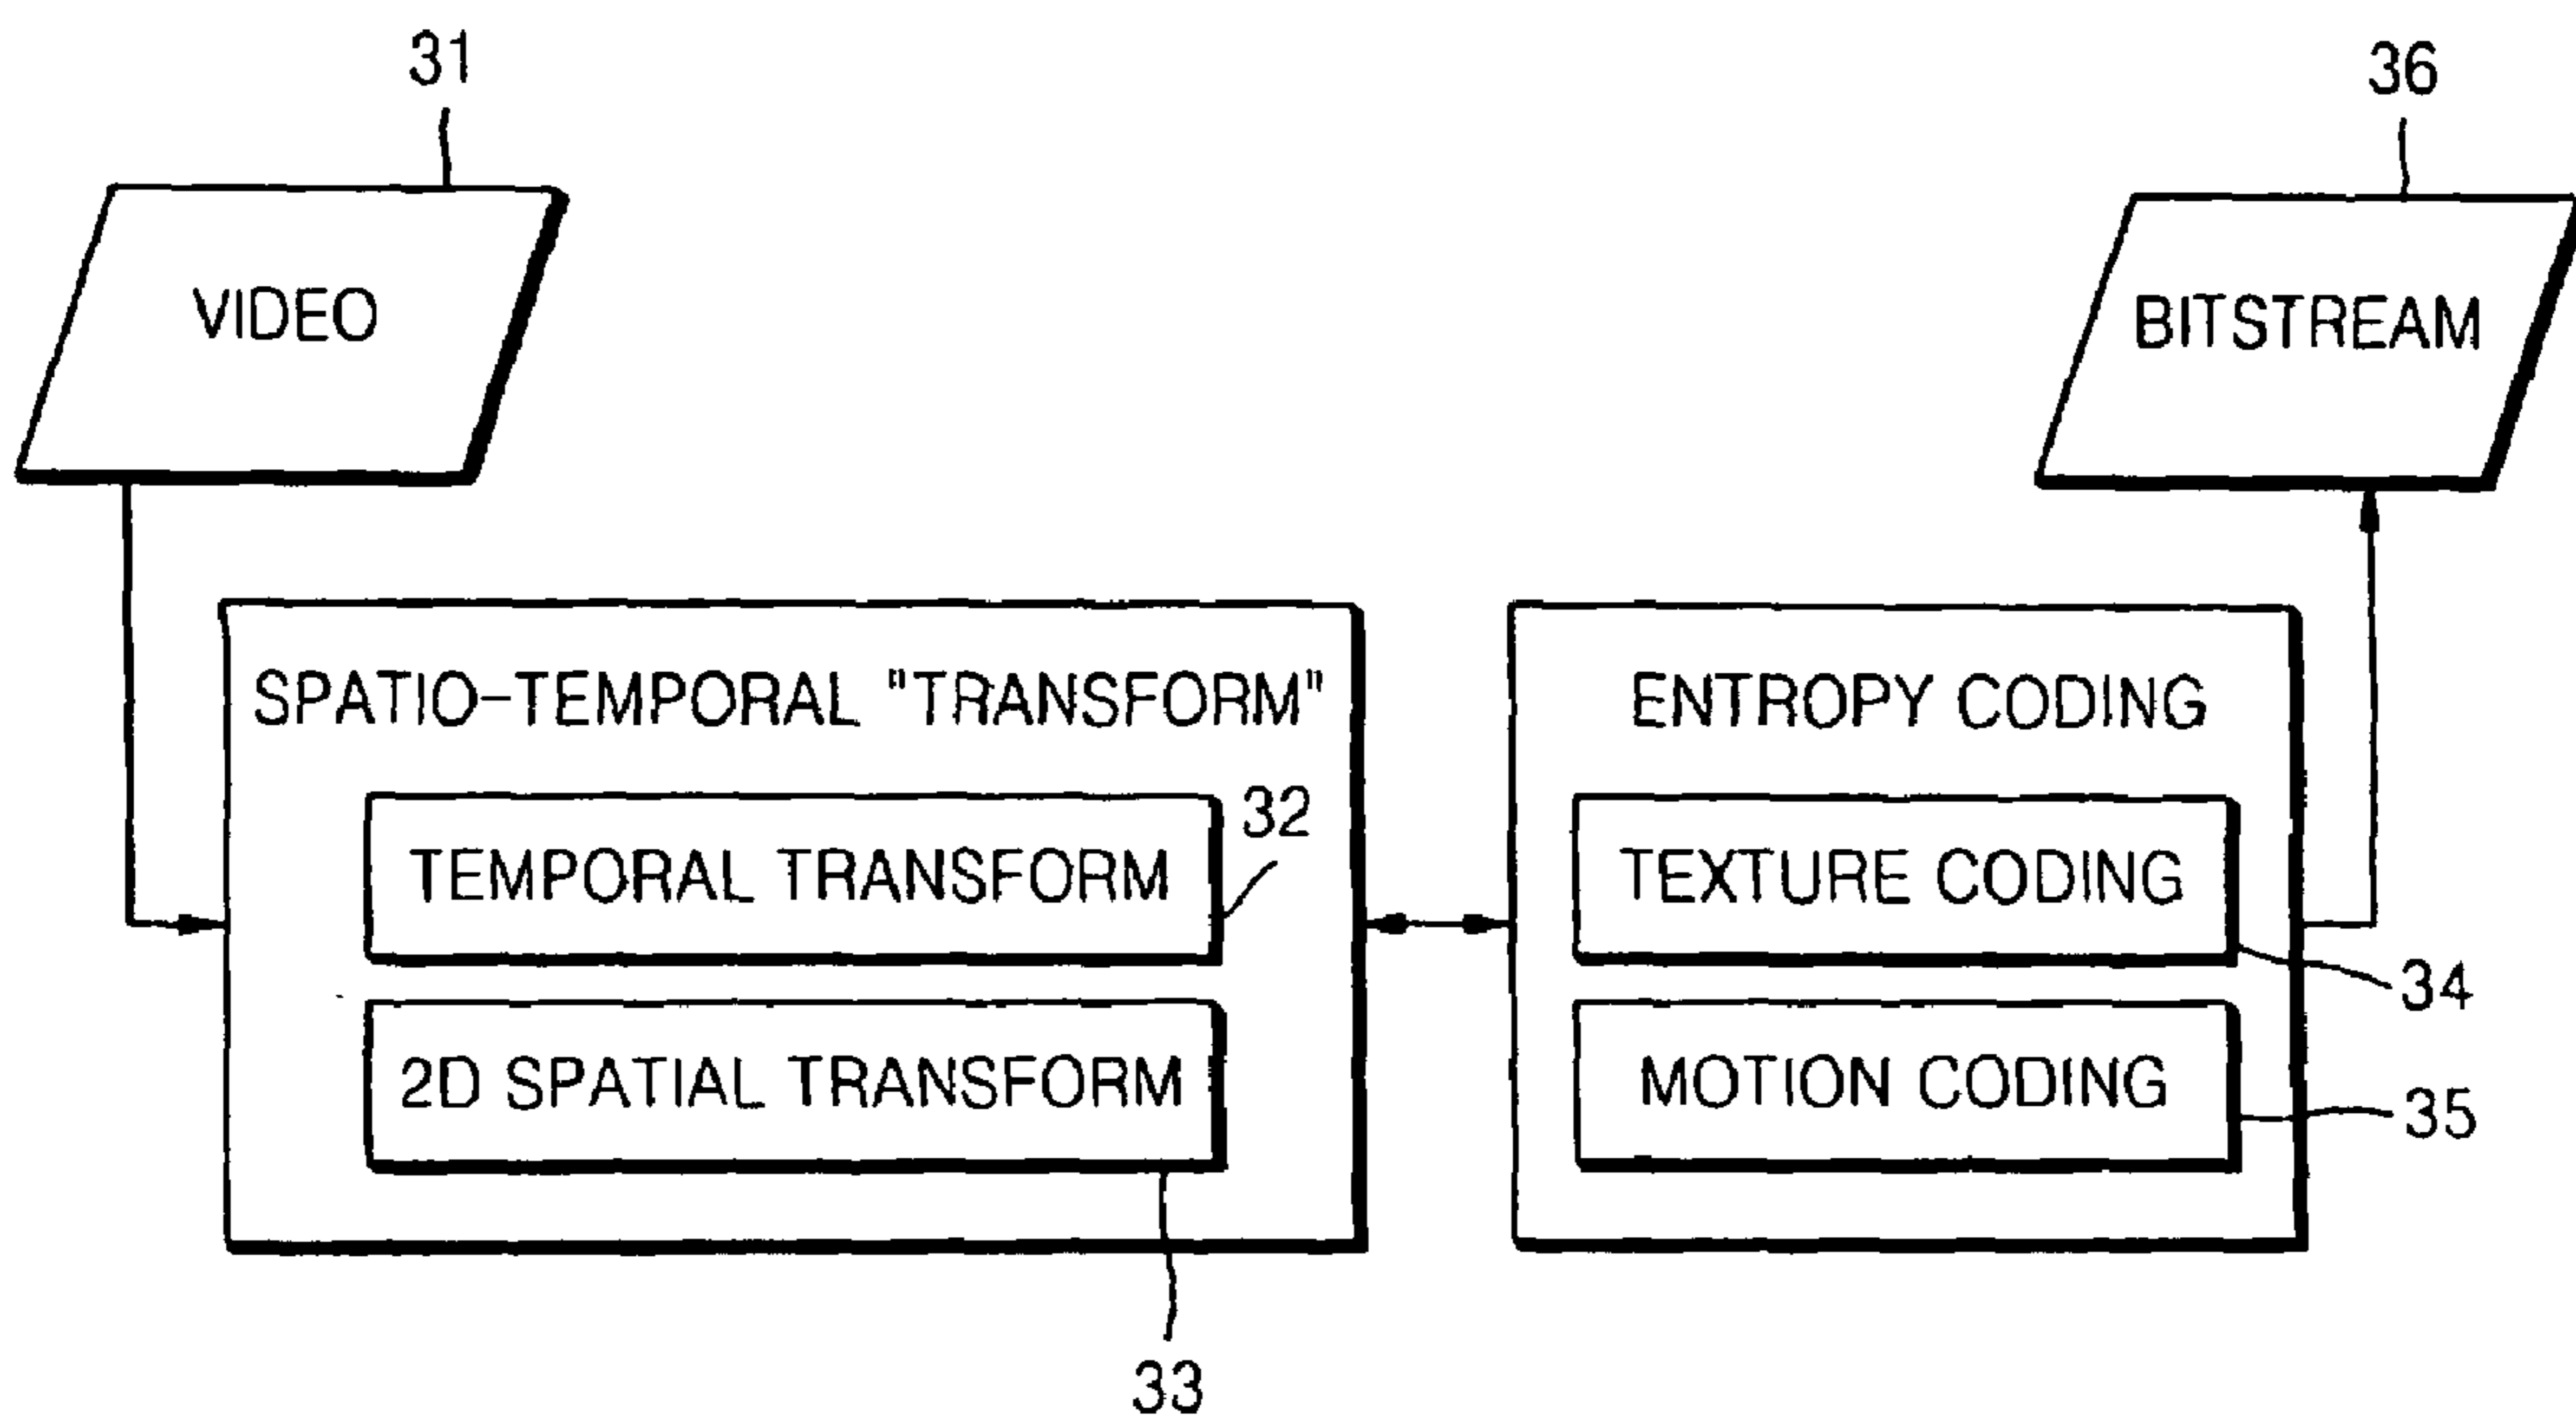 31
36
VIDEO
BITSTREAM
SPATIO-TEMPORAL "TRANSFORM"
TEMPORAL TRANSFORM
32
2D SPATIAL TRANSFORM
33
ENTROPY CODING
TEXTURE CODING
34
MOTION CODING
35